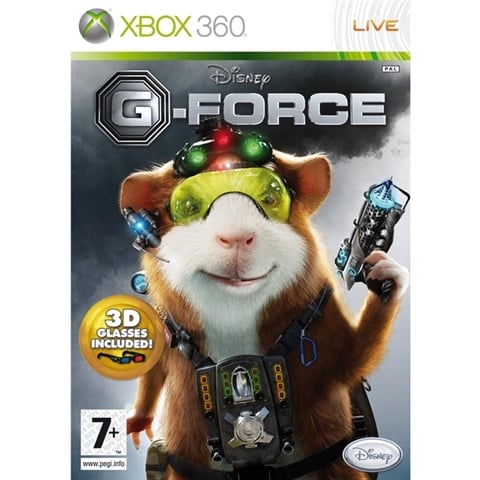 XBOX 360
LIVE
Disney
PAL
G-FORCE
3D
GLASSES
INCLUDED!
7+
www.pegi.info
Disney